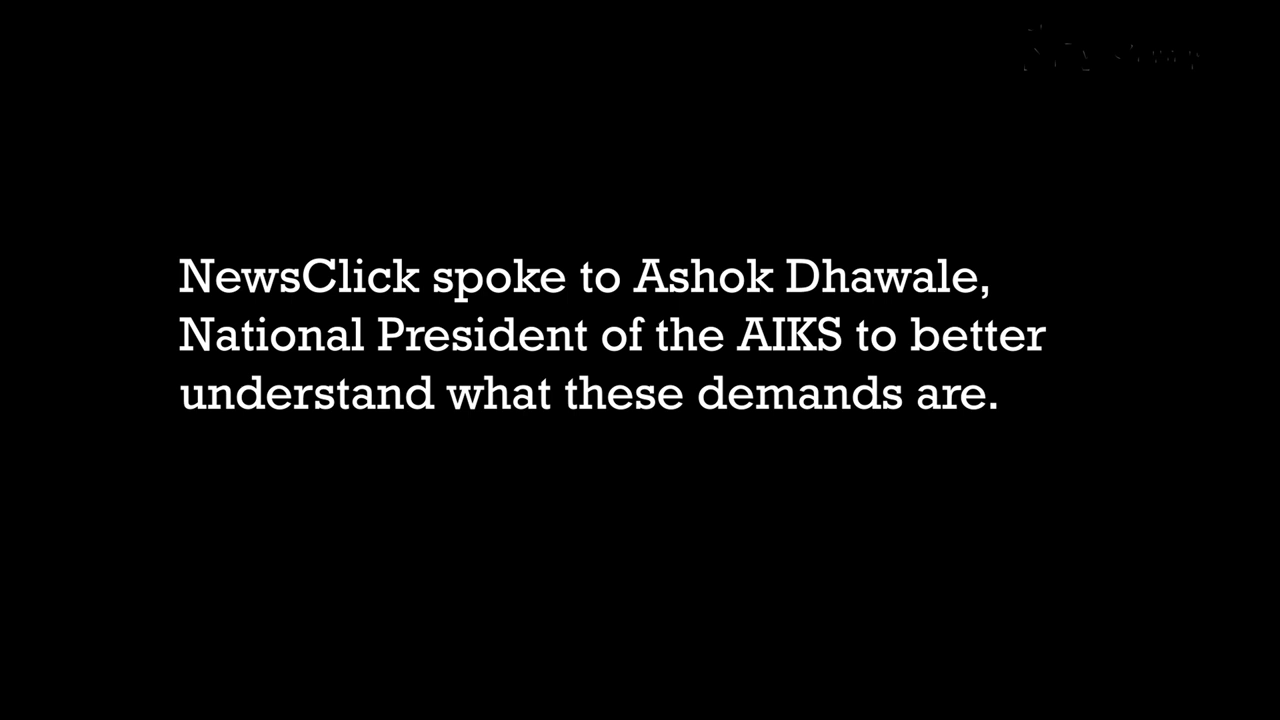 NewsClick spoke to Ashok Dhawale,
National President of the AIKS to better
understand what these demands are.